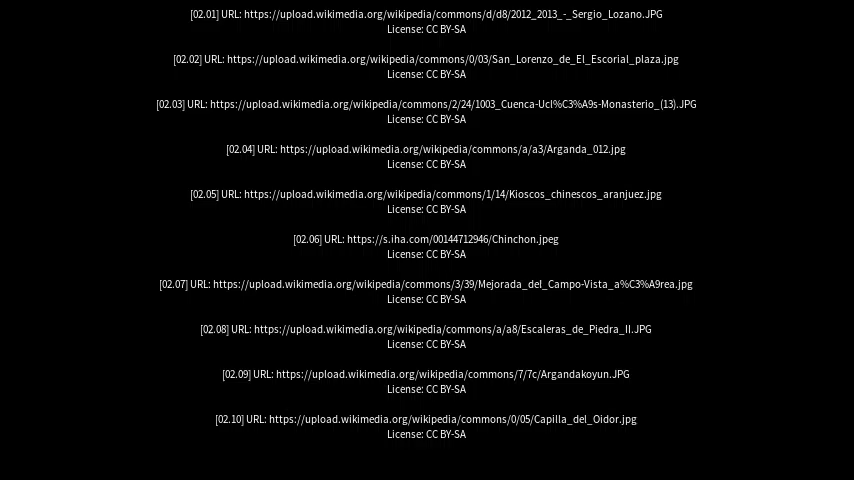 [02.01] URL: https://upload.wikimedia.org/wikipedia/commons/d/d8/2012_2013_-_Sergio_Lozano.JPG
License: CC BY-SA
[02.02] URL: https://upload.wikimedia.org/wikipedia/commons/0/03/San_Lorenzo_de_El_Escorial_plaza.jpg
License: CC BY-SA
[02.03] URL: https://upload.wikimedia.org/wikipedia/commons/2/24/1003_Cuenca-Ucl%C3%A9s-Monasterio_(13).JPG
License: CC BY-SA
[02.04] URL: https://upload.wikimedia.org/wikipedia/commons/a/a3/Arganda_012.jpg
License: CC BY-SA
[02.05] URL: https://upload.wikimedia.org/wikipedia/commons/1/14/Kioscos_chinescos_aranjuez.jpg
License: CC BY-SA
[02.06] URL: https://s.iha.com/00144712946/Chinchon.jpeg
License: CC BY-SA
[02.07] URL: https://upload.wikimedia.org/wikipedia/commons/3/39/Mejorada_del_Campo-Vista_a%C3%A9rea.jpg
License: CC BY-SA
[02.08] URL: https://upload.wikimedia.org/wikipedia/commons/a/a8/Escaleras_de_Piedra_II.JPG
License: CC BY-SA
[02.09] URL: https://upload.wikimedia.org/wikipedia/commons/7/7c/Argandakoyun.JPG
License: CC BY-SA
[02.10] URL: https://upload.wikimedia.org/wikipedia/commons/0/05/Capilla_del_Oidor.jpg
License: CC BY-SA